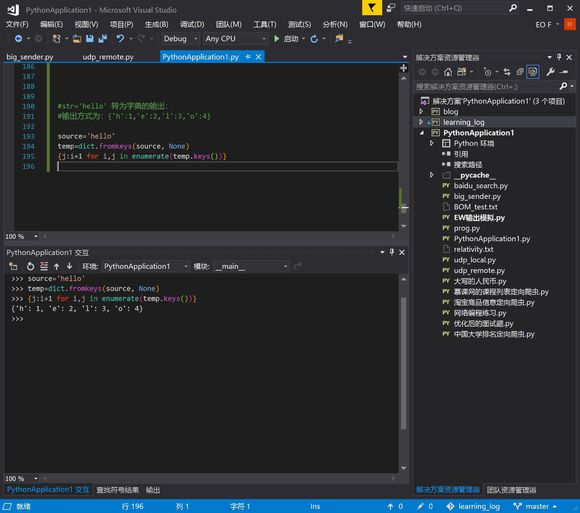 PythonApplication1 - Microsoft Visual Studio
快速启动 (Ctrl+Q)
文件(F) 编辑(E) 视图(V) 项目(P) 生成(B) 调试(D) 团队(M) 工具(T) 测试(S) 分析(N) 窗口(W) 帮助(H)
EO F
Debug Any CPU 启动
big_sender.py udp_remote.py PythonApplication1.py
186
187
188
189
190 #str='hello' 转为字典的输出:
191 #输出方式为: {'h':1,'e':2,'l':3,'o':4}
192
193 source='hello'
194 temp=dict.fromkeys(source, None)
195 {j:i+1 for i,j in enumerate(temp.keys())}
196
100 %
PythonApplication1 交互
环境: PythonApplication1 模块: __main__
>>> source='hello'
>>> temp=dict.fromkeys(source, None)
>>> {j:i+1 for i,j in enumerate(temp.keys())}
{'h': 1, 'e': 2, 'l': 3, 'o': 4}
>>>
100 %
PythonApplication1 交互 查找符号结果 输出
解决方案资源管理器
搜索解决方案资源管理器(Ctrl+;)
解决方案'PythonApplication1' (3 个项目)
blog
learning_log
PythonApplication1
Python 环境
引用
搜索路径
__pycache__
baidu_search.py
big_sender.py
BOM_test.txt
EW输出模拟.py
prog.py
PythonApplication1.py
relativity.txt
udp_local.py
udp_remote.py
大写的人民币.py
慕课网的课程列表定向爬虫.py
淘宝商品信息定向爬虫.py
网络编程练习.py
优化后的面试题.py
中国大学排名定向爬虫.py
解决方案资源管理器 团队资源管理器
就绪 行 196 列 1 字符 1 Ins 0 0 learning_log master